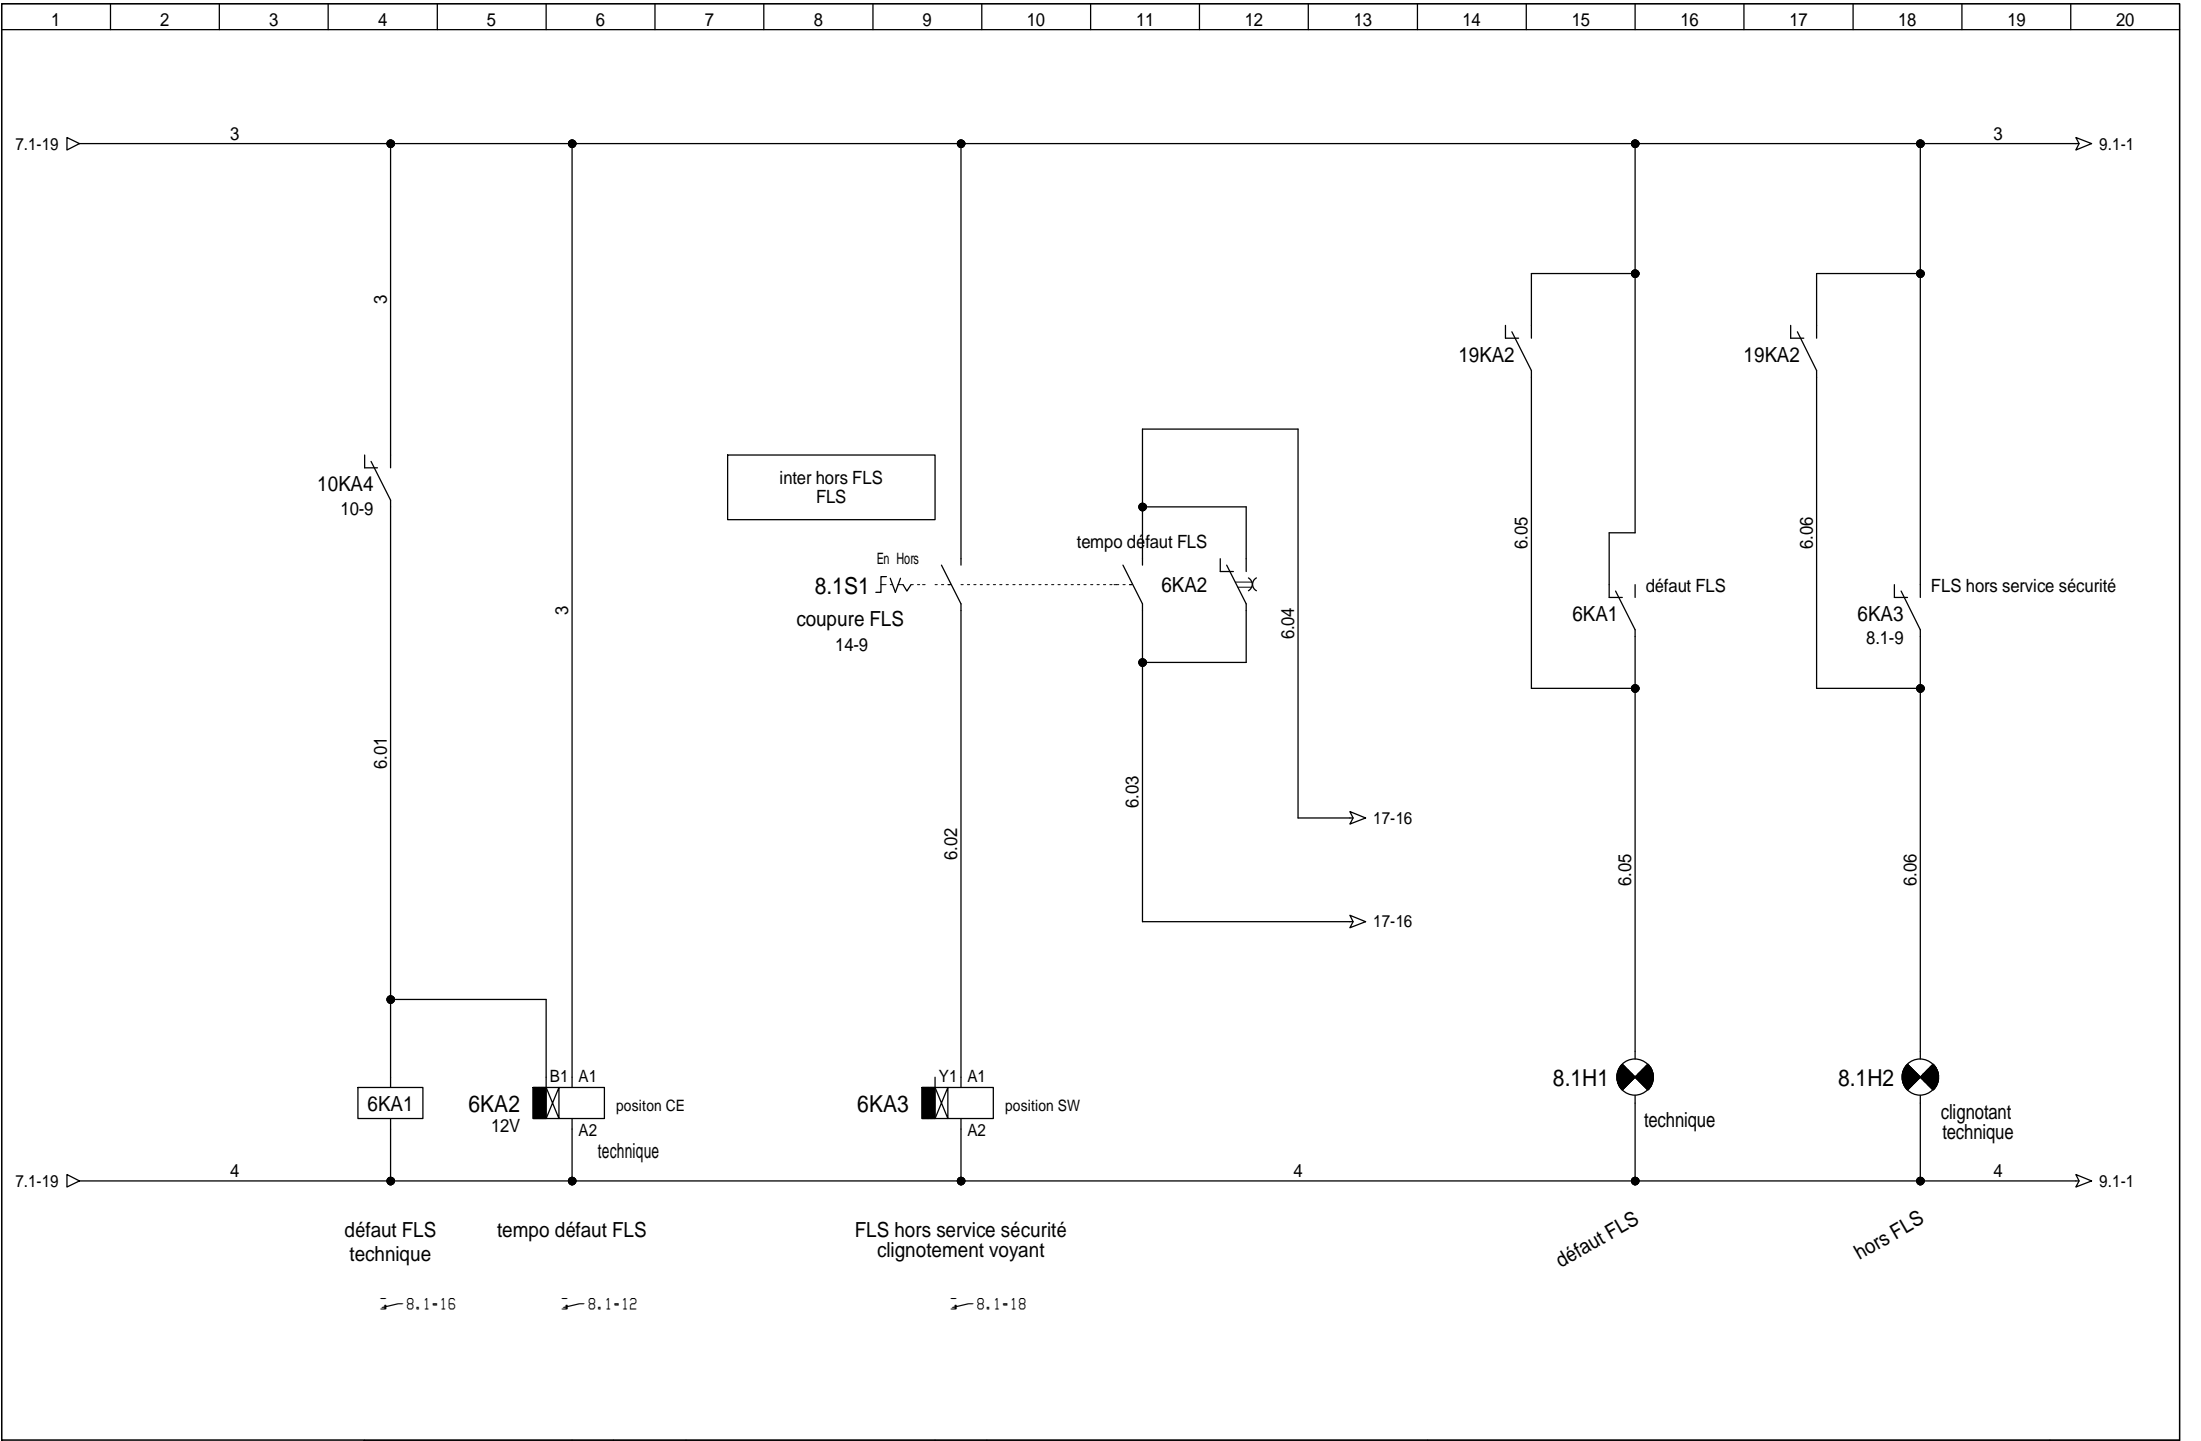 1 2 3 4 5 6 7 8 9 10 11 12 13 14 15 16 17 18 19 20
7.1-19 3 3 9.1-1
3
19KA2 19KA2
10KA4
10-9
inter hors FLS
FLS
6.05 6.06
tempo défaut FLS
En Hors
8.1S1 6KA2
coupure FLS
14-9
défaut FLS
6KA1
FLS hors service sécurité
6KA3
8.1-9
3
6.04
6.01
6.03
17-16
6.02
6.05
6.06
17-16
B1 A1
Y1 A1
8.1H1
8.1H2
6KA1
6KA2
12V
positon CE
6KA3
position SW
A2
A2
technique
technique
clignotant
technique
7.1-19 4 4 4 9.1-1
défaut FLS
technique
tempo défaut FLS
FLS hors service sécurité
clignotement voyant
défaut FLS
hors FLS
8.1-16
8.1-12
8.1-18